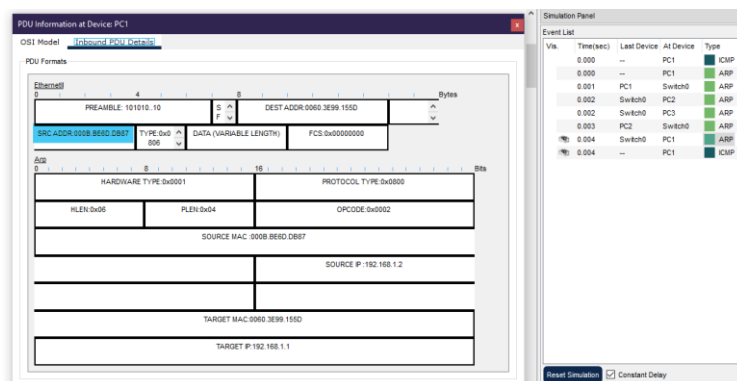 PDU Information at Device: PC1
x
OSI Model Inbound PDU Details
PDU Formats
EthernetII
0 4 8 Bytes
PREAMBLE: 101010..10 S F DEST ADDR:0060.3E99.155D
SRC ADDR:000B.BE6D.DB87 TYPE:0x0 806 DATA (VARIABLE LENGTH) FCS:0x00000000
Arp
0 8 16 Bits
HARDWARE TYPE:0x0001 PROTOCOL TYPE:0x0800
HLEN:0x06 PLEN:0x04 OPCODE:0x0002
SOURCE MAC :000B.BE6D.DB87
SOURCE IP :192.168.1.2
TARGET MAC:0060.3E99.155D
TARGET IP:192.168.1.1
Simulation Panel
Event List
Vis. Time(sec) Last Device At Device Type
0.000 -- PC1 ICMP
0.000 -- PC1 ARP
0.001 PC1 Switch0 ARP
0.002 Switch0 PC2 ARP
0.002 Switch0 PC3 ARP
0.003 PC2 Switch0 ARP
0.004 Switch0 PC1 ARP
0.004 -- PC1 ICMP
Reset Simulation Constant Delay